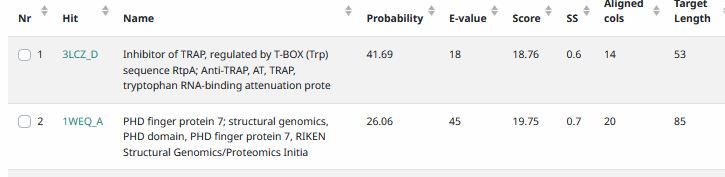 Nr Hit Name Probability E-value Score SS Aligned cols Target Length
1 3LCZ_D Inhibitor of TRAP, regulated by T-BOX (Trp) 41.69 18 18.76 0.6 14 53
sequence RtpA; Anti-TRAP, AT, TRAP,
tryptophan RNA-binding attenuation prote
2 1WEQ_A PHD finger protein 7; structural genomics, 26.06 45 19.75 0.7 20 85
PHD domain, PHD finger protein 7, RIKEN
Structural Genomics/Proteomics Initia